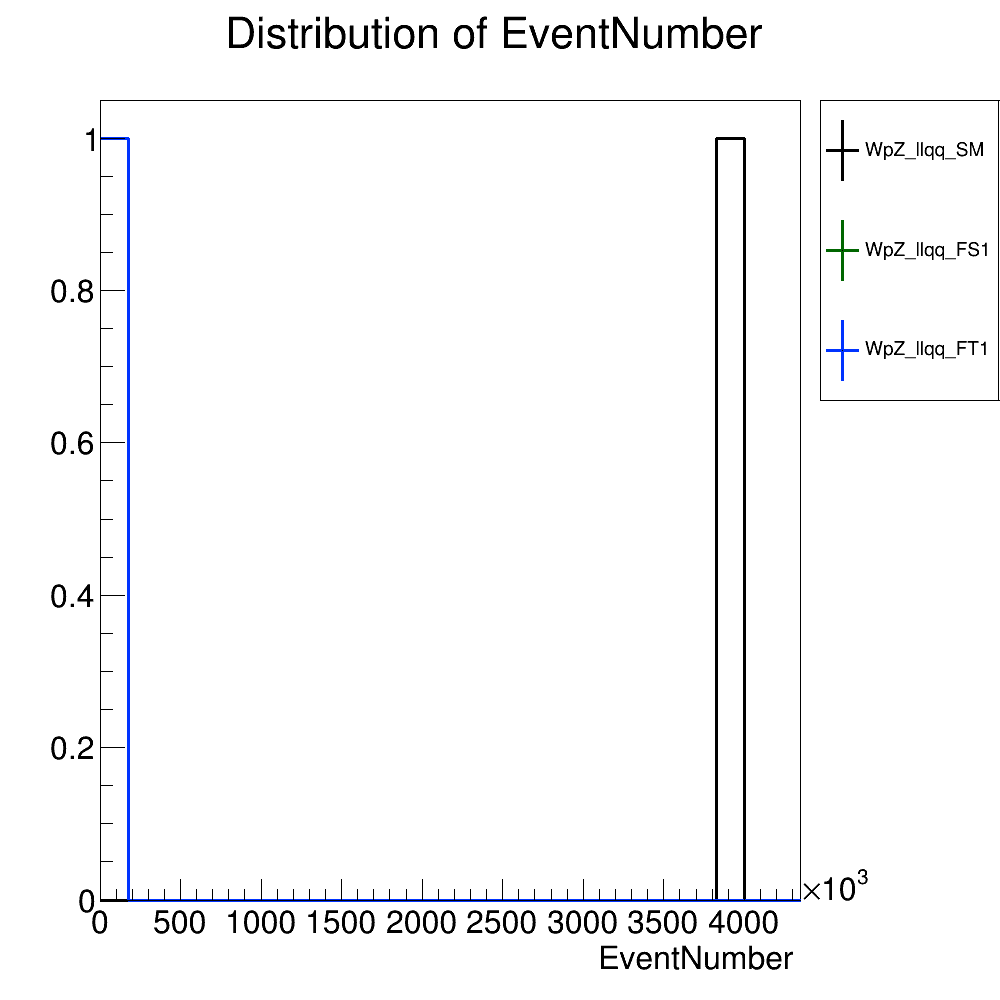 Distribution of EventNumber
1
0.8
0.6
0.4
0.2
0
0 500 1000 1500 2000 2500 3000 3500 4000
×10³
EventNumber
WpZ_llqq_SM
WpZ_llqq_FS1
WpZ_llqq_FT1